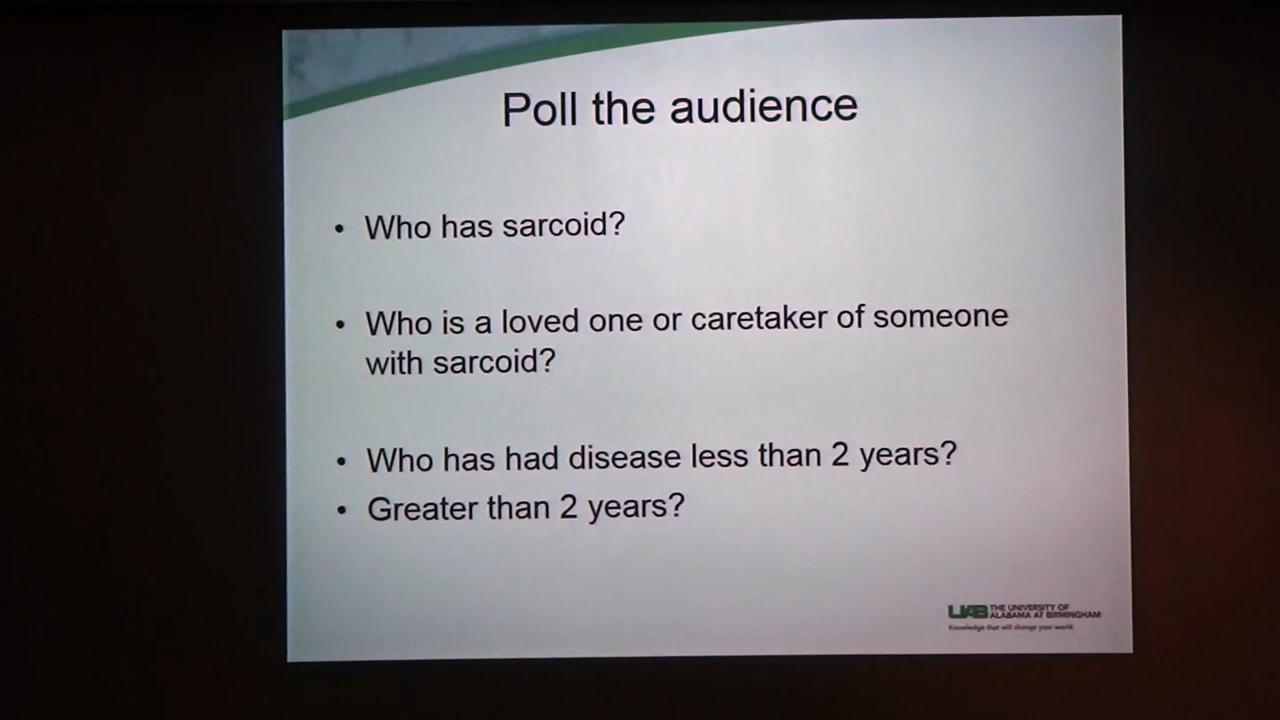 Poll the audience
• Who has sarcoid?
• Who is a loved one or caretaker of someone
with sarcoid?
• Who has had disease less than 2 years?
• Greater than 2 years?
UAB THE UNIVERSITY OF
ALABAMA AT BIRMINGHAM
Knowledge that will change your world